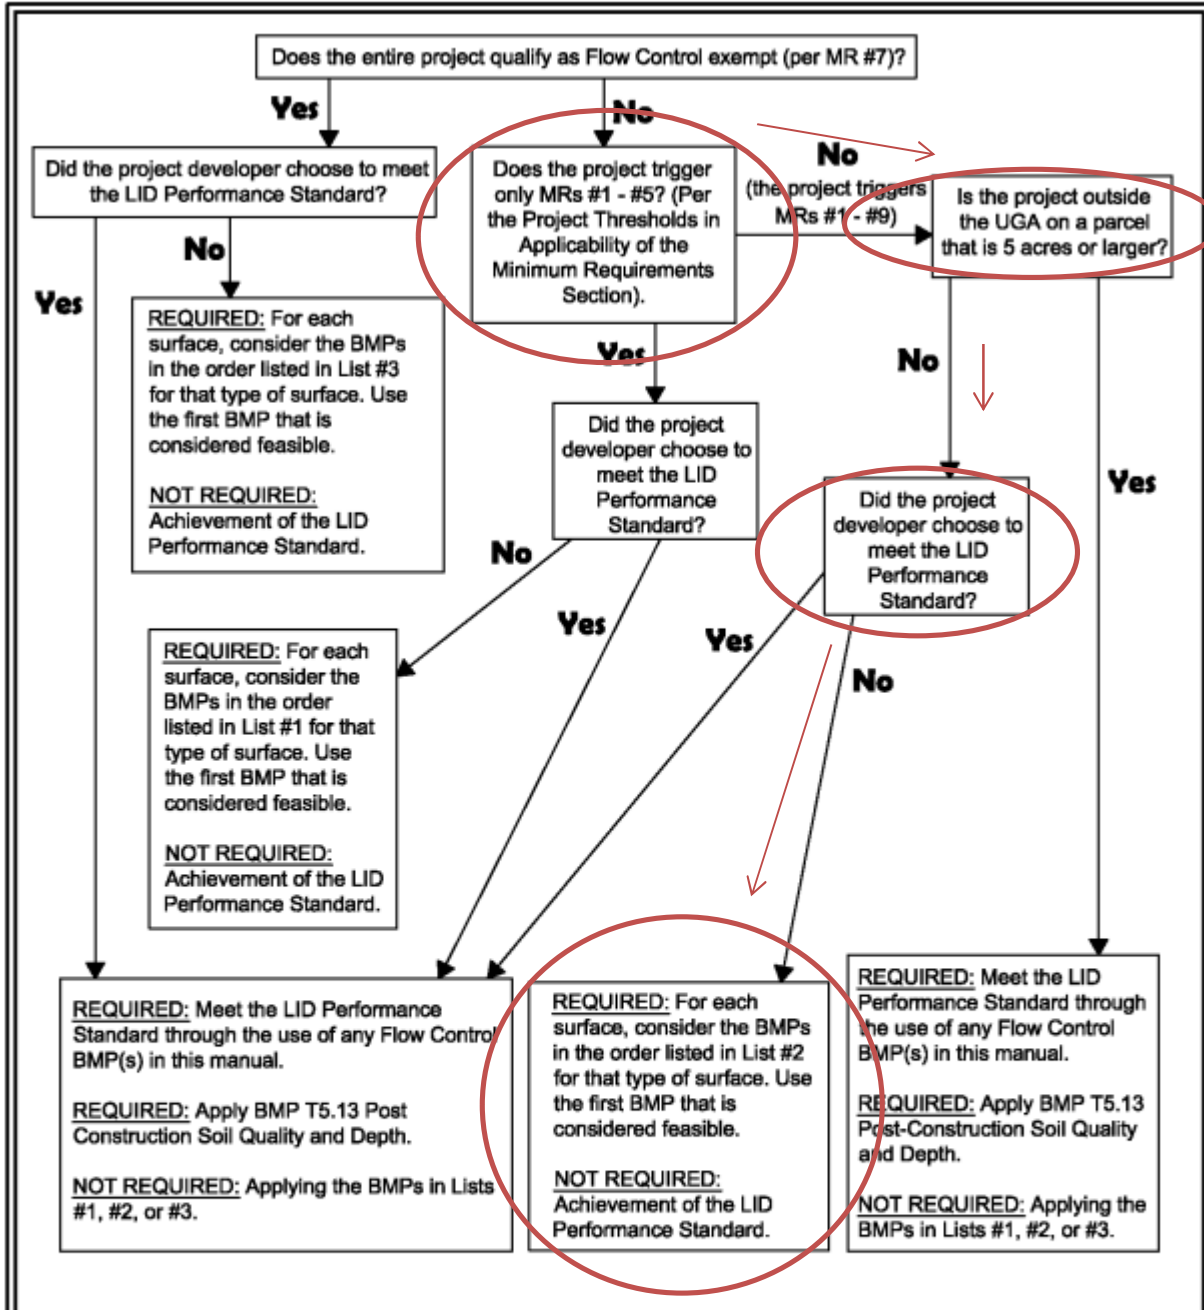 Does the entire project qualify as Flow Control exempt (per MR #7)?
Yes
No
Did the project developer choose to meet
the LID Performance Standard?
Does the project trigger
only MRs #1 - #5? (Per
the Project Thresholds in
Applicability of the
Minimum Requirements
Section).
No
(the project triggers
MRs #1 - #9)
Is the project outside
the UGA on a parcel
that is 5 acres or larger?
No
Yes
REQUIRED: For each
surface, consider the BMPs
in the order listed in List #3
for that type of surface. Use
the first BMP that is
considered feasible.
NOT REQUIRED:
Achievement of the LID
Performance Standard.
Yes
No
Did the project
developer choose to
meet the LID
Performance
Standard?
Yes
Did the project
developer choose to
meet the LID
Performance
Standard?
No
Yes
Yes
No
REQUIRED: For each
surface, consider the
BMPs in the order
listed in List #1 for that
type of surface. Use
the first BMP that is
considered feasible.
NOT REQUIRED:
Achievement of the LID
Performance Standard.
REQUIRED: Meet the LID Performance
Standard through the use of any Flow Control
BMP(s) in this manual.
REQUIRED: Apply BMP T5.13 Post
Construction Soil Quality and Depth.
NOT REQUIRED: Applying the BMPs in Lists
#1, #2, or #3.
REQUIRED: For each
surface, consider the BMPs
in the order listed in List #2
for that type of surface. Use
the first BMP that is
considered feasible.
NOT REQUIRED:
Achievement of the LID
Performance Standard.
REQUIRED: Meet the LID
Performance Standard through
the use of any Flow Control
BMP(s) in this manual.
REQUIRED: Apply BMP T5.13
Post-Construction Soil Quality
and Depth.
NOT REQUIRED: Applying the
BMPs in Lists #1, #2, or #3.